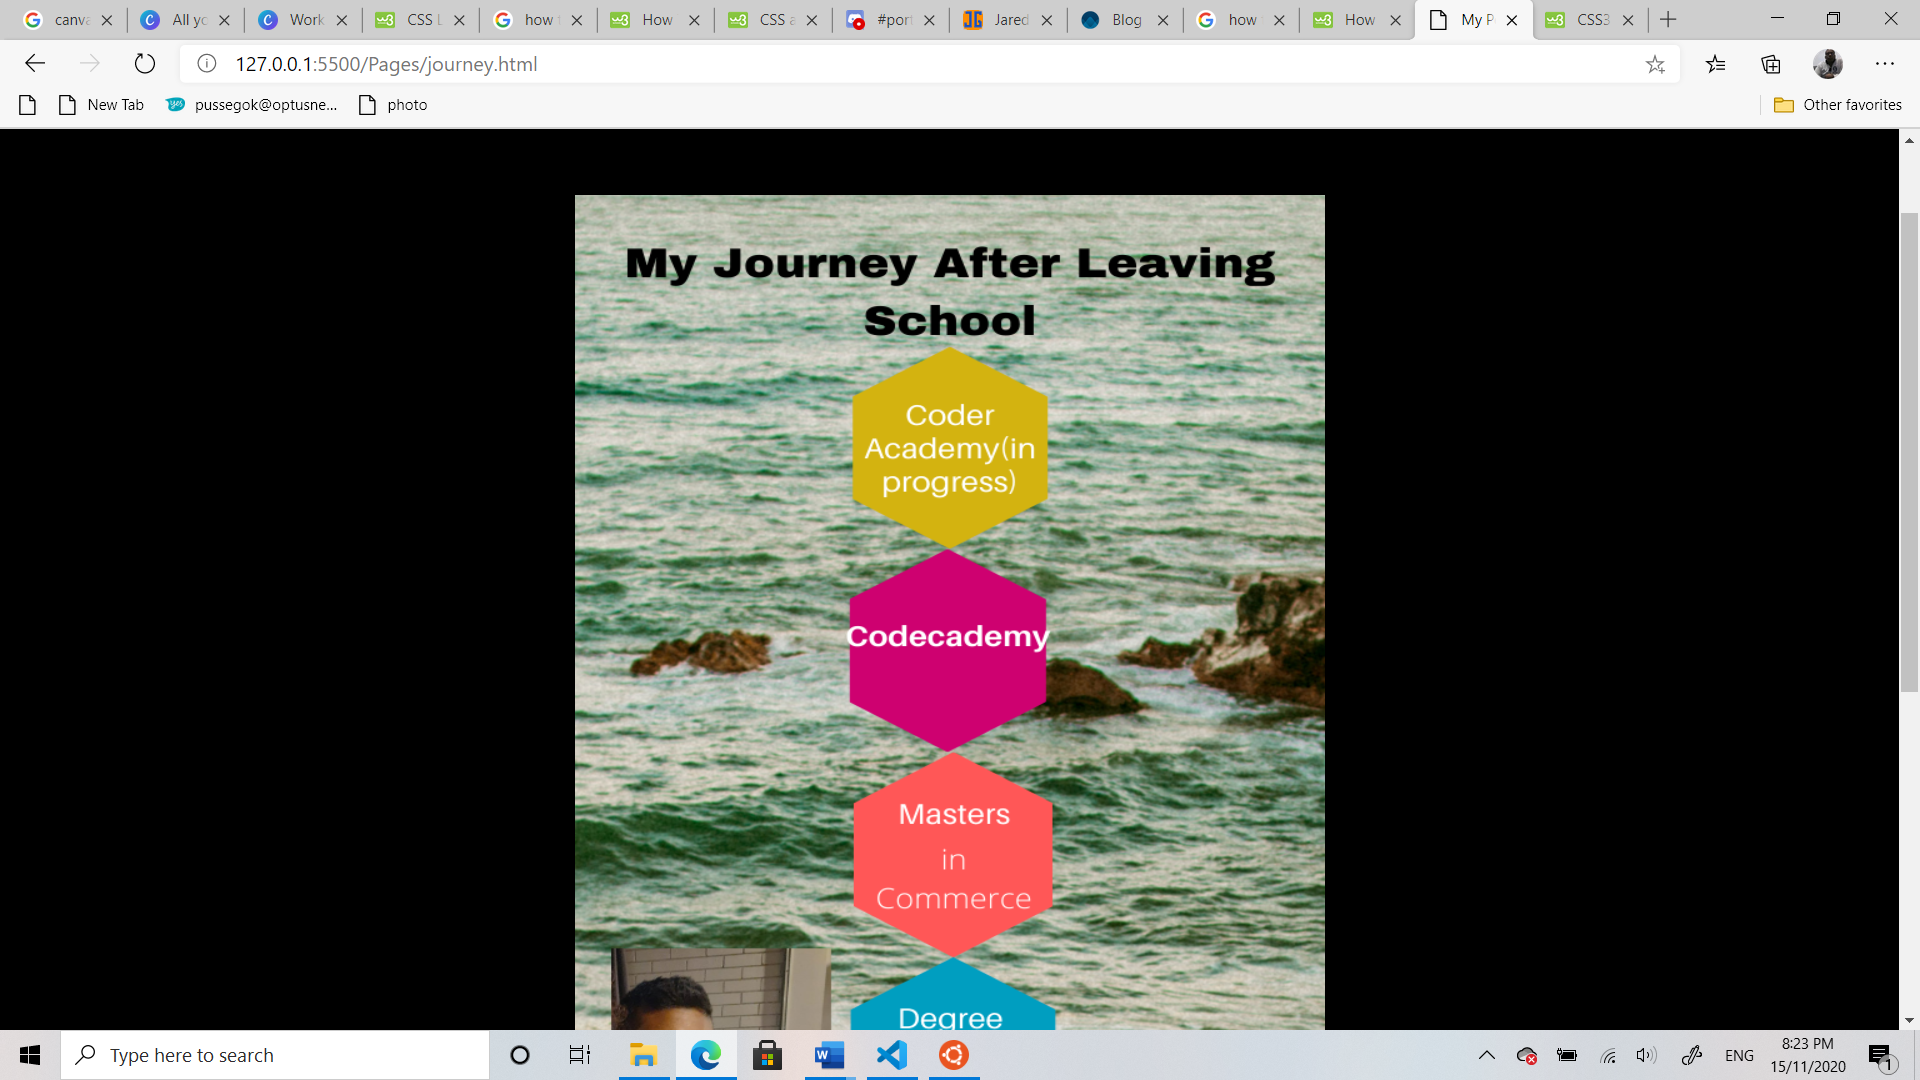 canva
All yo
Work
CSS L
how t
How
CSS a
#port
Jared
Blog
how
How
My P
CSS3
127.0.0.1:5500/Pages/journey.html
New Tab
pussegok@optusne...
photo
Other favorites
My Journey After Leaving
School
Coder
Academy(in
progress)
Codecademy
Masters
in
Commerce
Degree
Type here to search
ENG
8:23 PM
15/11/2020
1